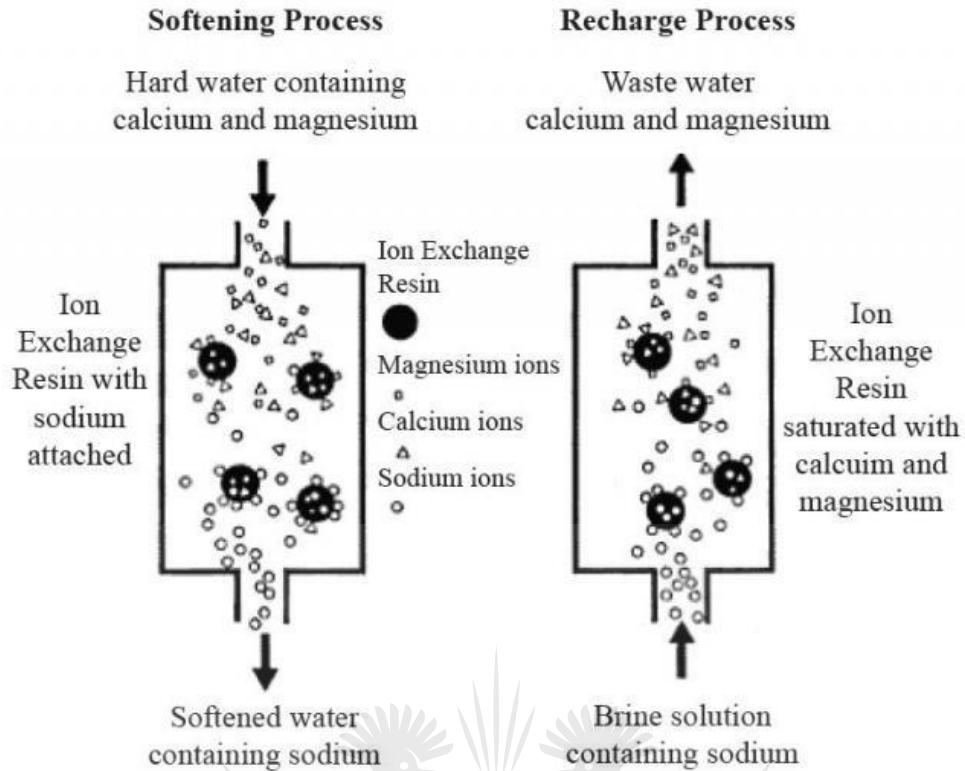 Softening Process
Hard water containing
calcium and magnesium
Ion
Exchange
Resin with
sodium
attached
Ion Exchange
Resin
Magnesium ions
Calcium ions
Sodium ions
Softened water
containing sodium
Recharge Process
Waste water
calcium and magnesium
Ion
Exchange
Resin
saturated with
calcuim and
magnesium
Brine solution
containing sodium